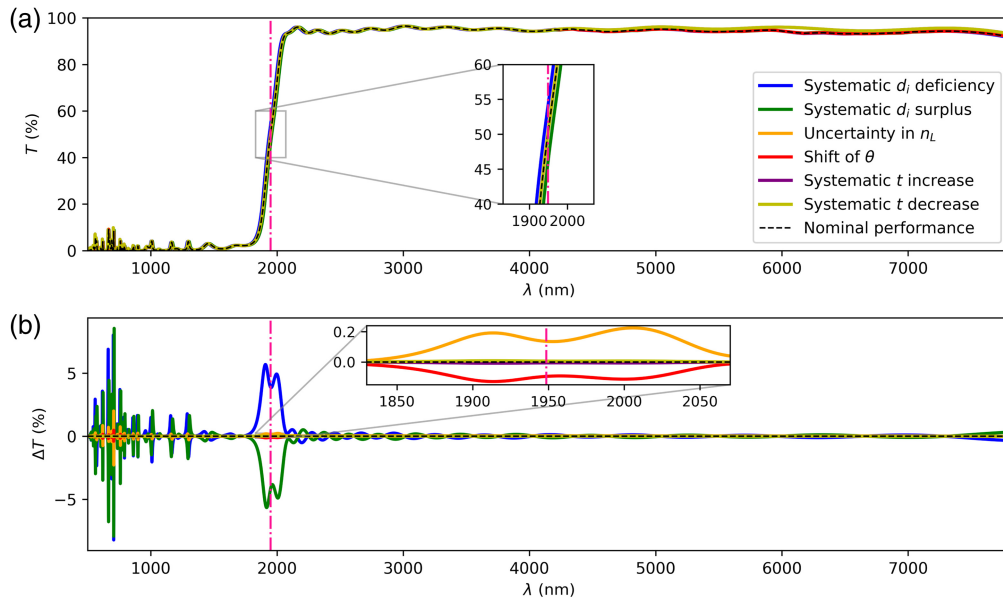 (a)
100
80
60
40
20
0
T (%)
60
55
50
45
40
1900 2000
Systematic dᵢ deficiency
Systematic dᵢ surplus
Uncertainty in n_L
Shift of θ
Systematic t increase
Systematic t decrease
Nominal performance
1000 2000 3000 4000 5000 6000 7000
λ (nm)
(b)
5
0
−5
ΔT (%)
0.2
0.0
1850 1900 1950 2000 2050
1000 2000 3000 4000 5000 6000 7000
λ (nm)